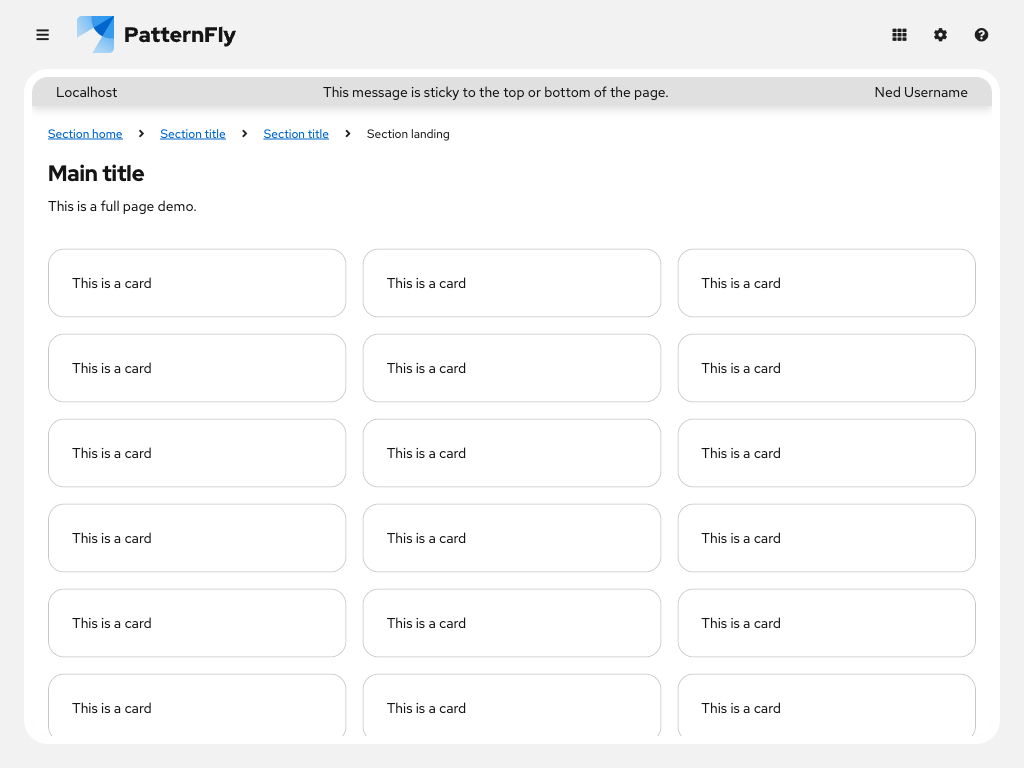 PatternFly
Localhost This message is sticky to the top or bottom of the page. Ned Username
Section home Section title Section title Section landing
Main title
This is a full page demo.
This is a card This is a card This is a card
This is a card This is a card This is a card
This is a card This is a card This is a card
This is a card This is a card This is a card
This is a card This is a card This is a card
This is a card This is a card This is a card